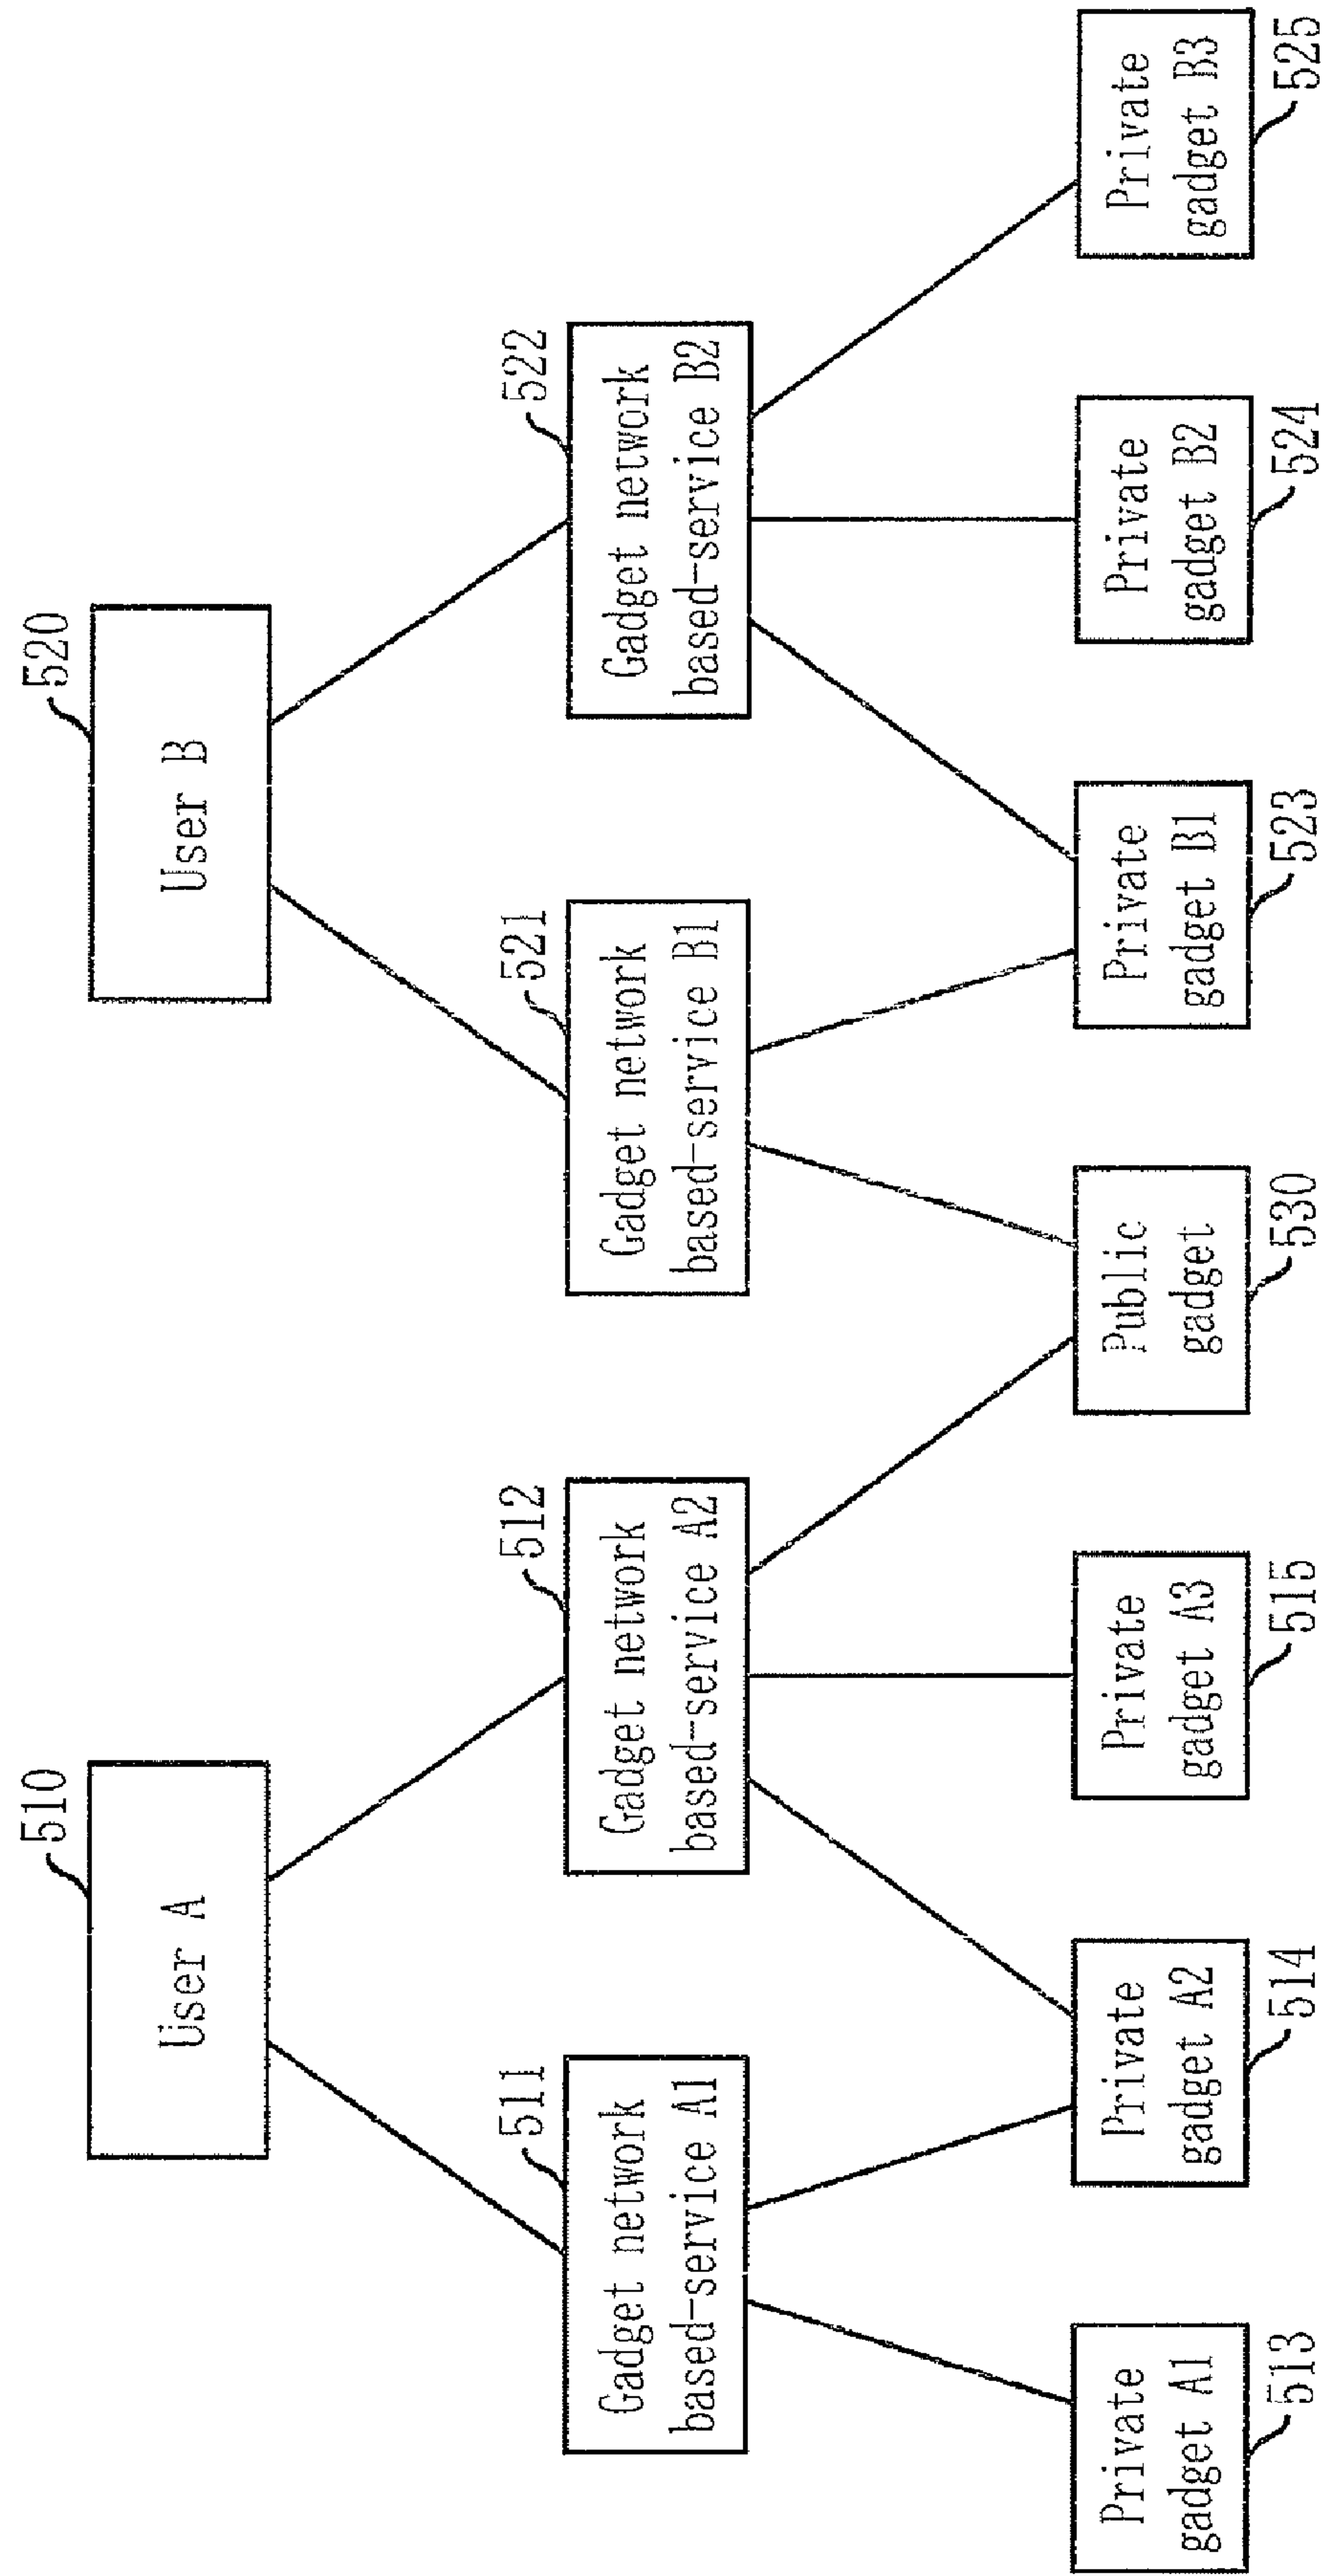 510
User A
520
User B
511
Gadget network
based-service A1
512
Gadget network
based-service A2
521
Gadget network
based-service B1
522
Gadget network
based-service B2
Private
gadget A1
513
Private
gadget A2
514
Private
gadget A3
515
Public
gadget
530
Private
gadget B1
523
Private
gadget B2
524
Private
gadget B3
525